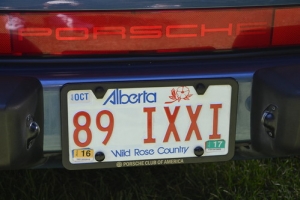 PORSCHE
OCT Alberta
89 IXXI
16 Wild Rose Country 17
PORSCHE CLUB OF AMERICA